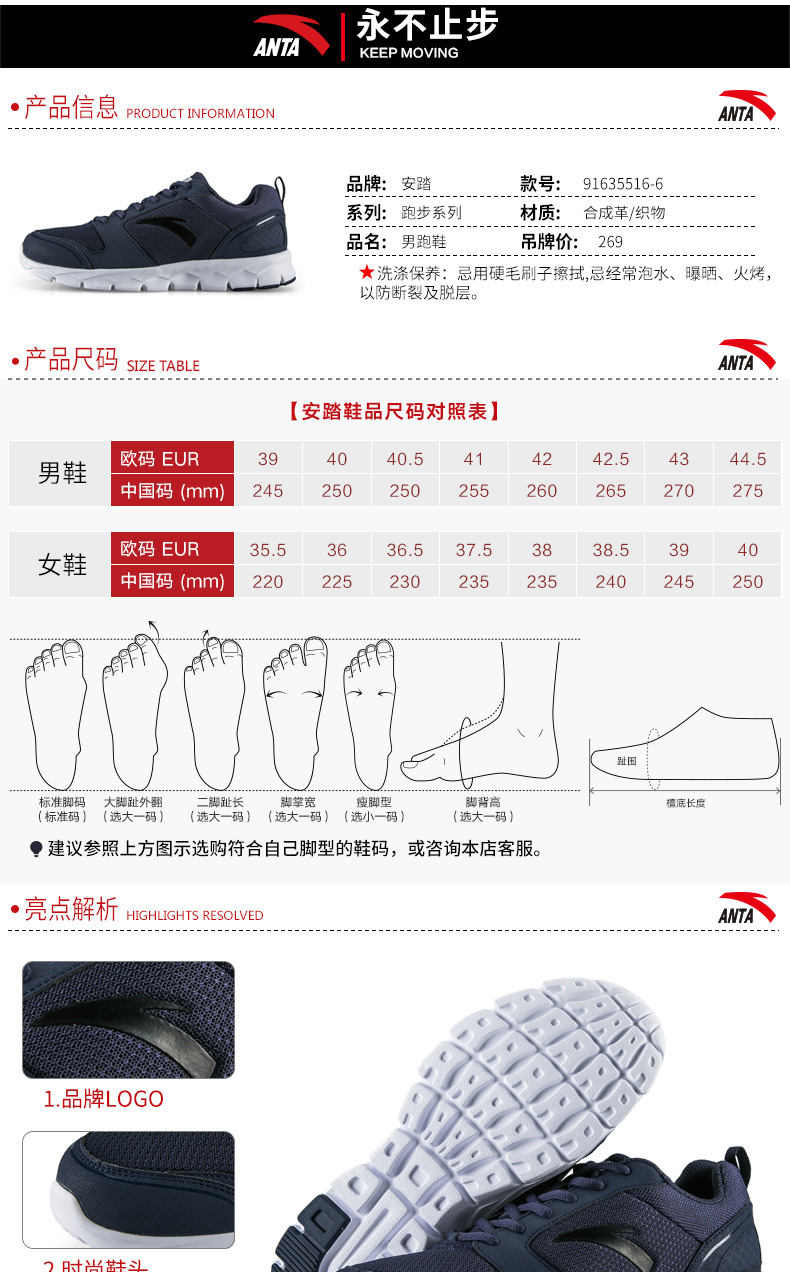 ANTA
永不止步
KEEP MOVING
产品信息 PRODUCT INFORMATION
ANTA
品牌: 安踏 款号: 91635516-6
系列: 跑步系列 材质: 合成革/织物
品名: 男跑鞋 吊牌价: 269
★洗涤保养：忌用硬毛刷子擦拭,忌经常泡水、曝晒、火烤，
以防断裂及脱层。
产品尺码 SIZE TABLE
ANTA
【安踏鞋品尺码对照表】
男鞋
欧码 EUR 39 40 40.5 41 42 42.5 43 44.5
中国码 (mm) 245 250 250 255 260 265 270 275
女鞋
欧码 EUR 35.5 36 36.5 37.5 38 38.5 39 40
中国码 (mm) 220 225 230 235 235 240 245 250
趾围
楦底长度
标准脚码 大脚趾外翻 二脚趾长 脚掌宽 瘦脚型 脚背高
(标准码) (选大一码) (选大一码) (选大一码) (选小一码) (选大一码)
建议参照上方图示选购符合自己脚型的鞋码，或咨询本店客服。
亮点解析 HIGHLIGHTS RESOLVED
ANTA
1.品牌LOGO
2.时尚鞋头